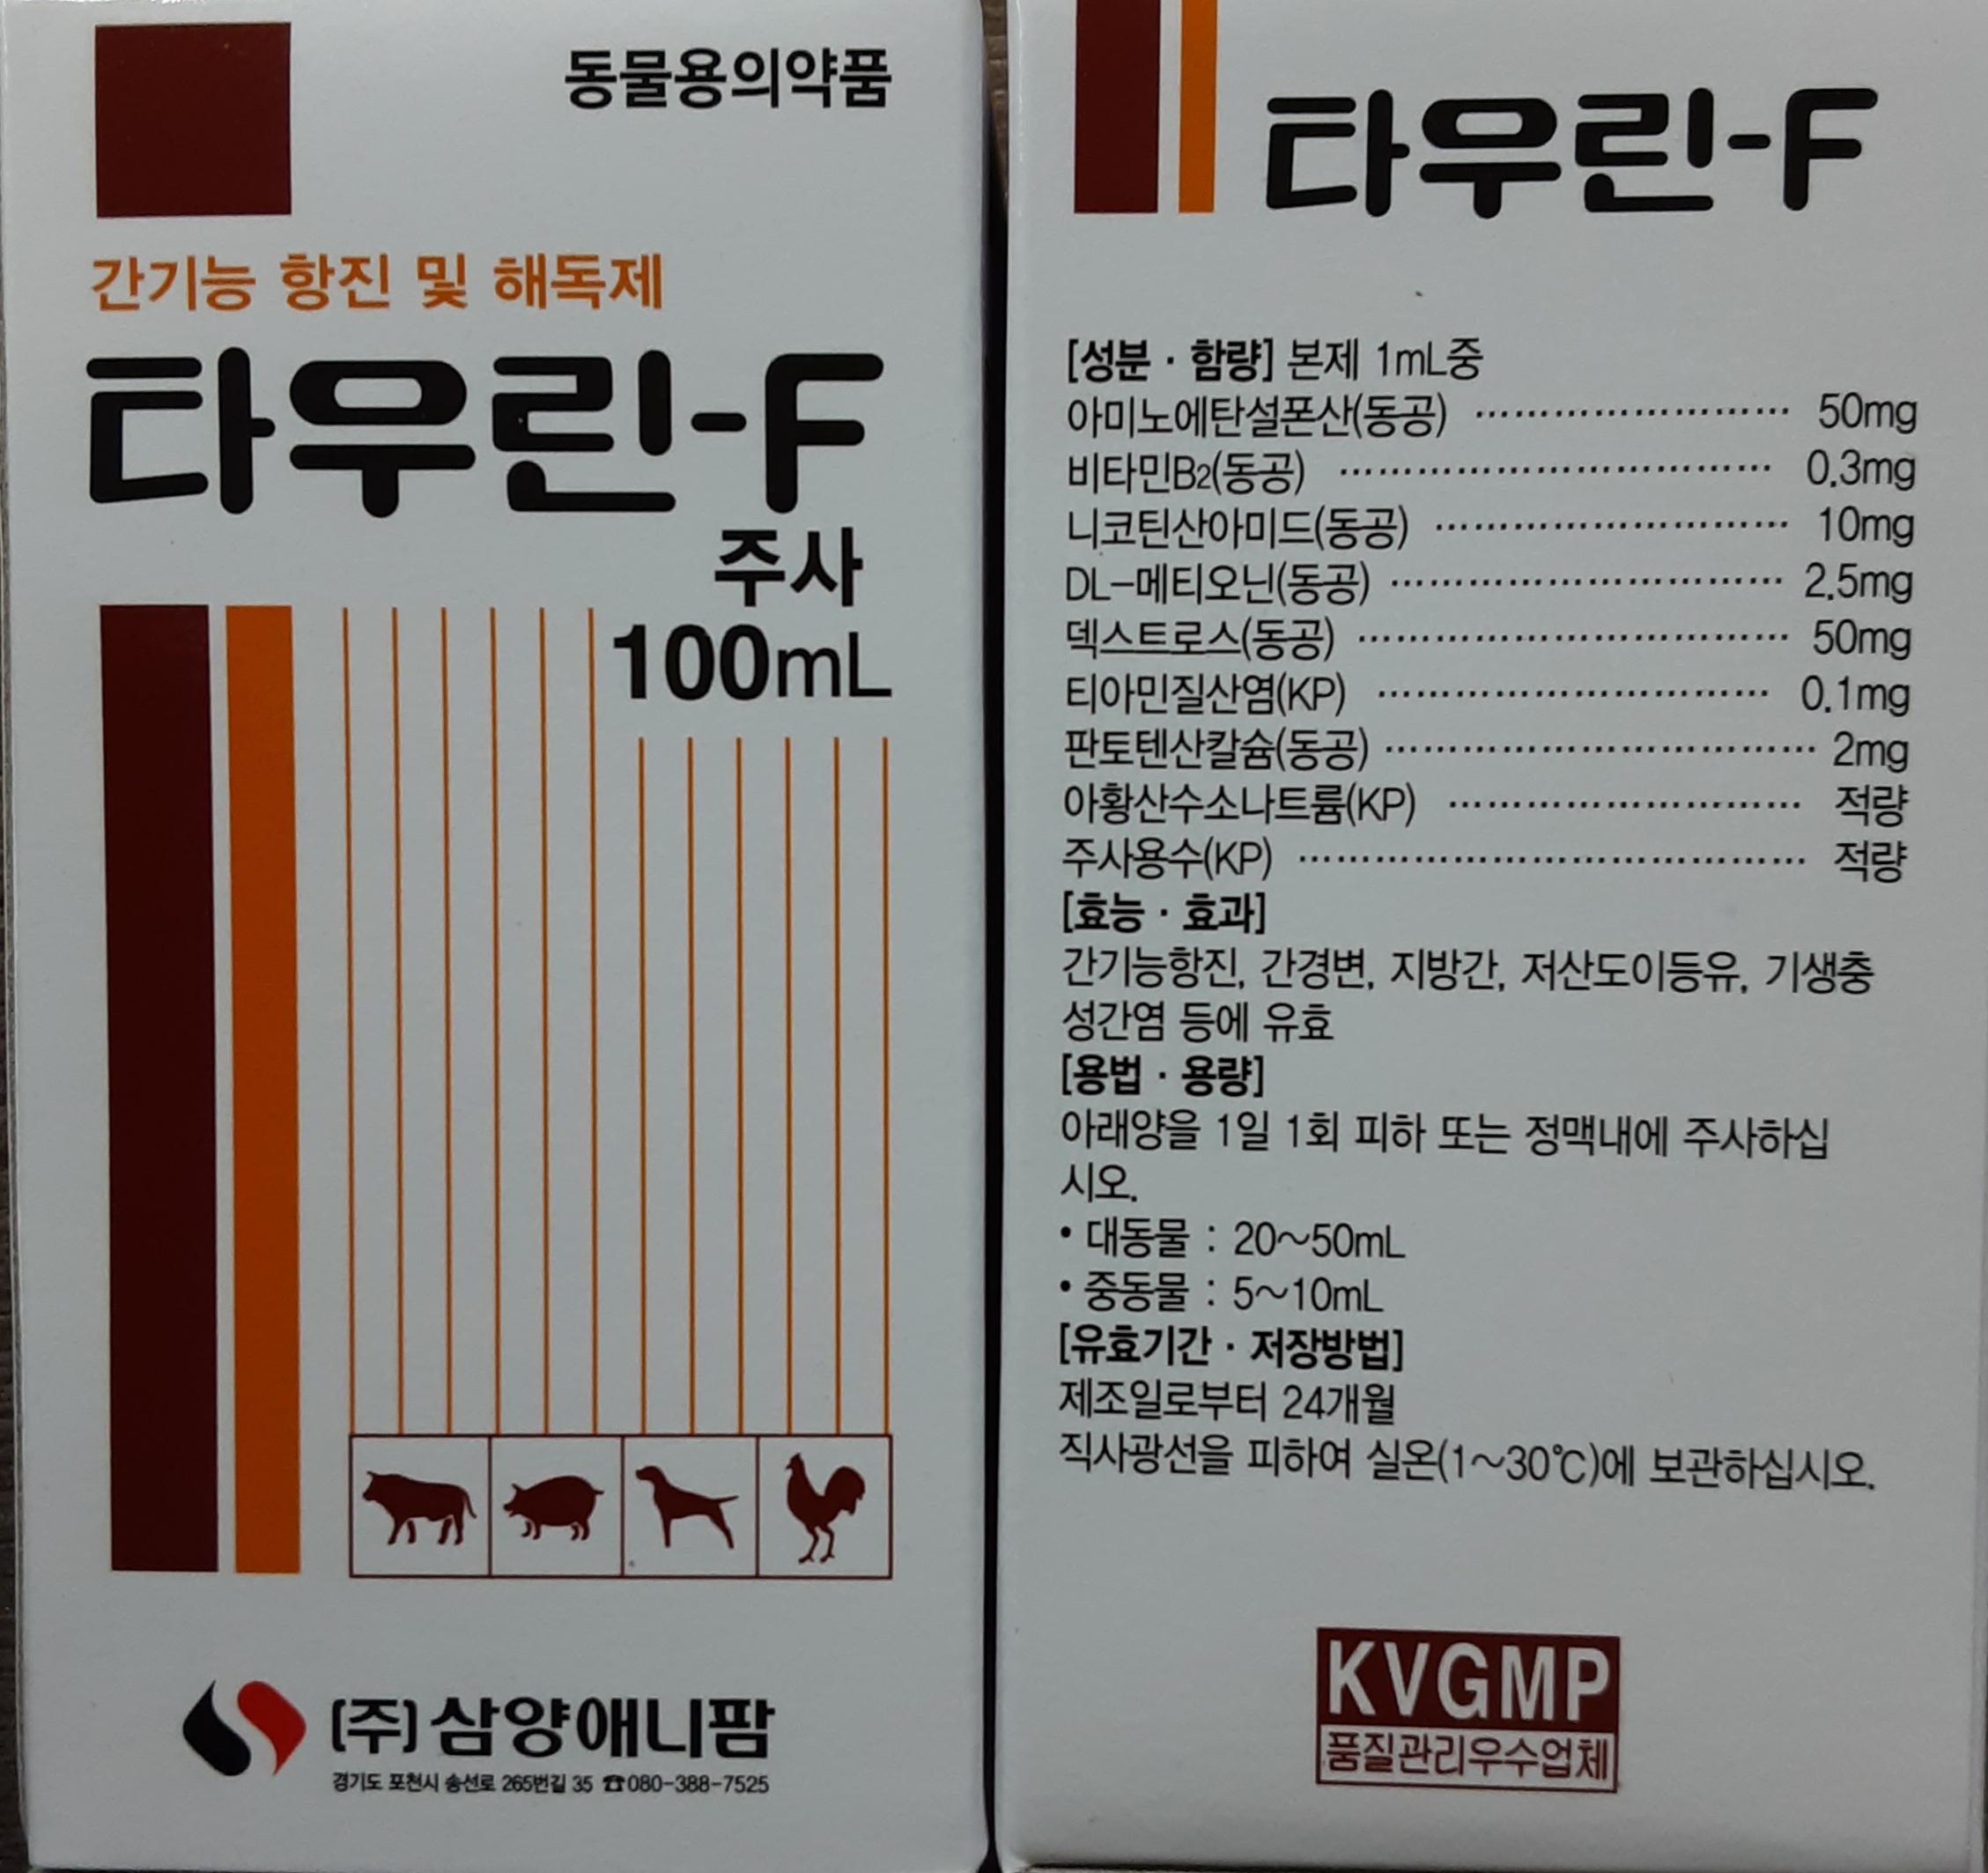 동물용의약품
간기능 항진 및 해독제
타우린-F
주사
100mL
(주)삼양애니팜
경기도 포천시 송선로 265번길 35 ☎080-388-7525
타우린-F
[성분 · 함량] 본제 1mL중
아미노에탄설폰산(동공) ························ 50mg
비타민B2(동공) ································· 0.3mg
니코틴산아미드(동공) ··························· 10mg
DL-메티오닌(동공) ······························ 2.5mg
덱스트로스(동공) ································· 50mg
티아민질산염(KP) ······························ 0.1mg
판토텐산칼슘(동공) ································· 2mg
아황산수소나트륨(KP) ··························· 적량
주사용수(KP) ······································· 적량
[효능 · 효과]
간기능항진, 간경변, 지방간, 저산도이등유, 기생충
성간염 등에 유효
[용법 · 용량]
아래양을 1일 1회 피하 또는 정맥내에 주사하십
시오.
• 대동물 : 20~50mL
• 중동물 : 5~10mL
[유효기간 · 저장방법]
제조일로부터 24개월
직사광선을 피하여 실온(1~30℃)에 보관하십시오.
KVGMP
품질관리우수업체